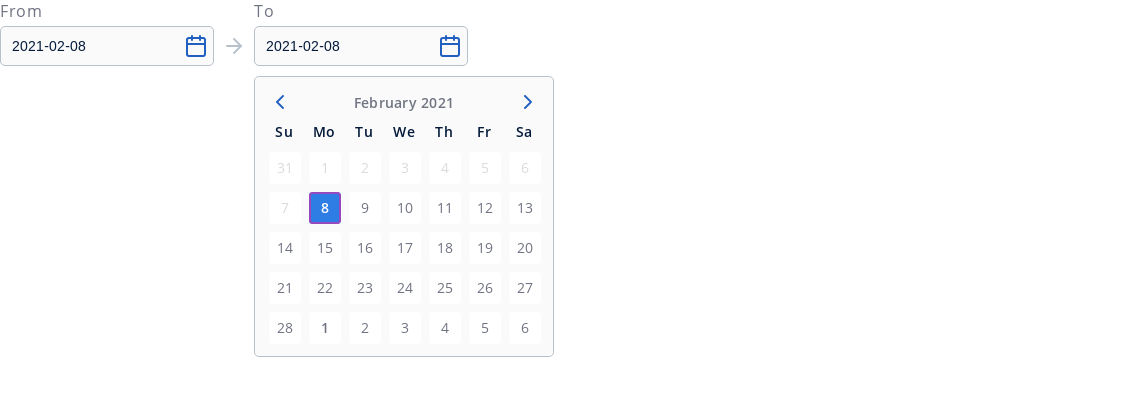 From To
2021-02-08 2021-02-08
February 2021
Su Mo Tu We Th Fr Sa
31 1 2 3 4 5 6
7 8 9 10 11 12 13
14 15 16 17 18 19 20
21 22 23 24 25 26 27
28 1 2 3 4 5 6